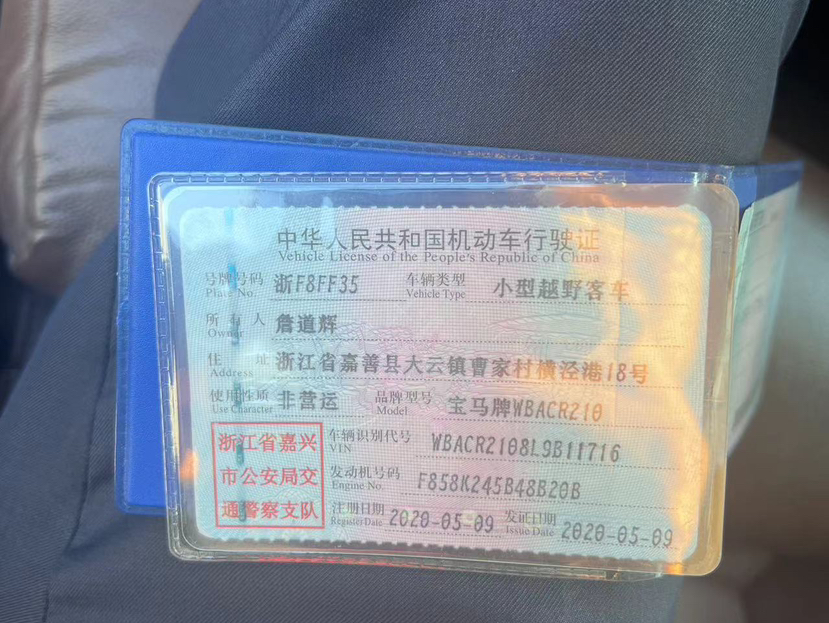 中华人民共和国机动车行驶证
Vehicle License of the People's Republic of China
号牌号码 浙F8FF35 车辆类型 小型越野客车
Plate No. Vehicle Type
所有人 詹道辉
Owner
住址 浙江省嘉善县大云镇曹家村横泾港18号
Address
使用性质 非营运 品牌型号 宝马牌WBACR210
Use Character Model
浙江省嘉兴
市公安局交
通警察支队
车辆识别代号 WBACR2108L9B11716
VIN
发动机号码 F858K245B48B20B
Engine No.
注册日期 2020-05-09 发证日期 2020-05-09
Register Date Issue Date